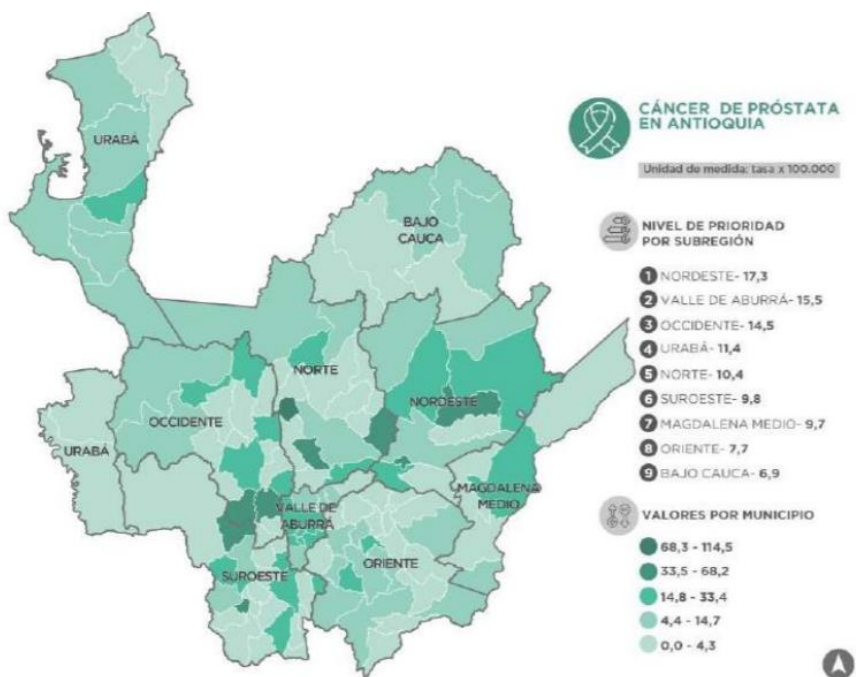 CÁNCER DE PRÓSTATA
EN ANTIOQUIA
Unidad de medida: tasa x 100.000
NIVEL DE PRIORIDAD
POR SUBREGIÓN
1 NORDESTE- 17,3
2 VALLE DE ABURRÁ- 15,5
3 OCCIDENTE- 14,5
4 URABÁ- 11,4
5 NORTE- 10,4
6 SUROESTE- 9,8
7 MAGDALENA MEDIO- 9,7
8 ORIENTE- 7,7
9 BAJO CAUCA- 6,9
VALORES POR MUNICIPIO
68,3 - 114,5
33,5 - 68,2
14,8 - 33,4
4,4 - 14,7
0,0 - 4,3
URABÁ
BAJO
CAUCA
NORTE
NORDESTE
OCCIDENTE
URABÁ
MAGDALENA
MEDIO
VALLE DE
ABURRÁ
SUROESTE
ORIENTE